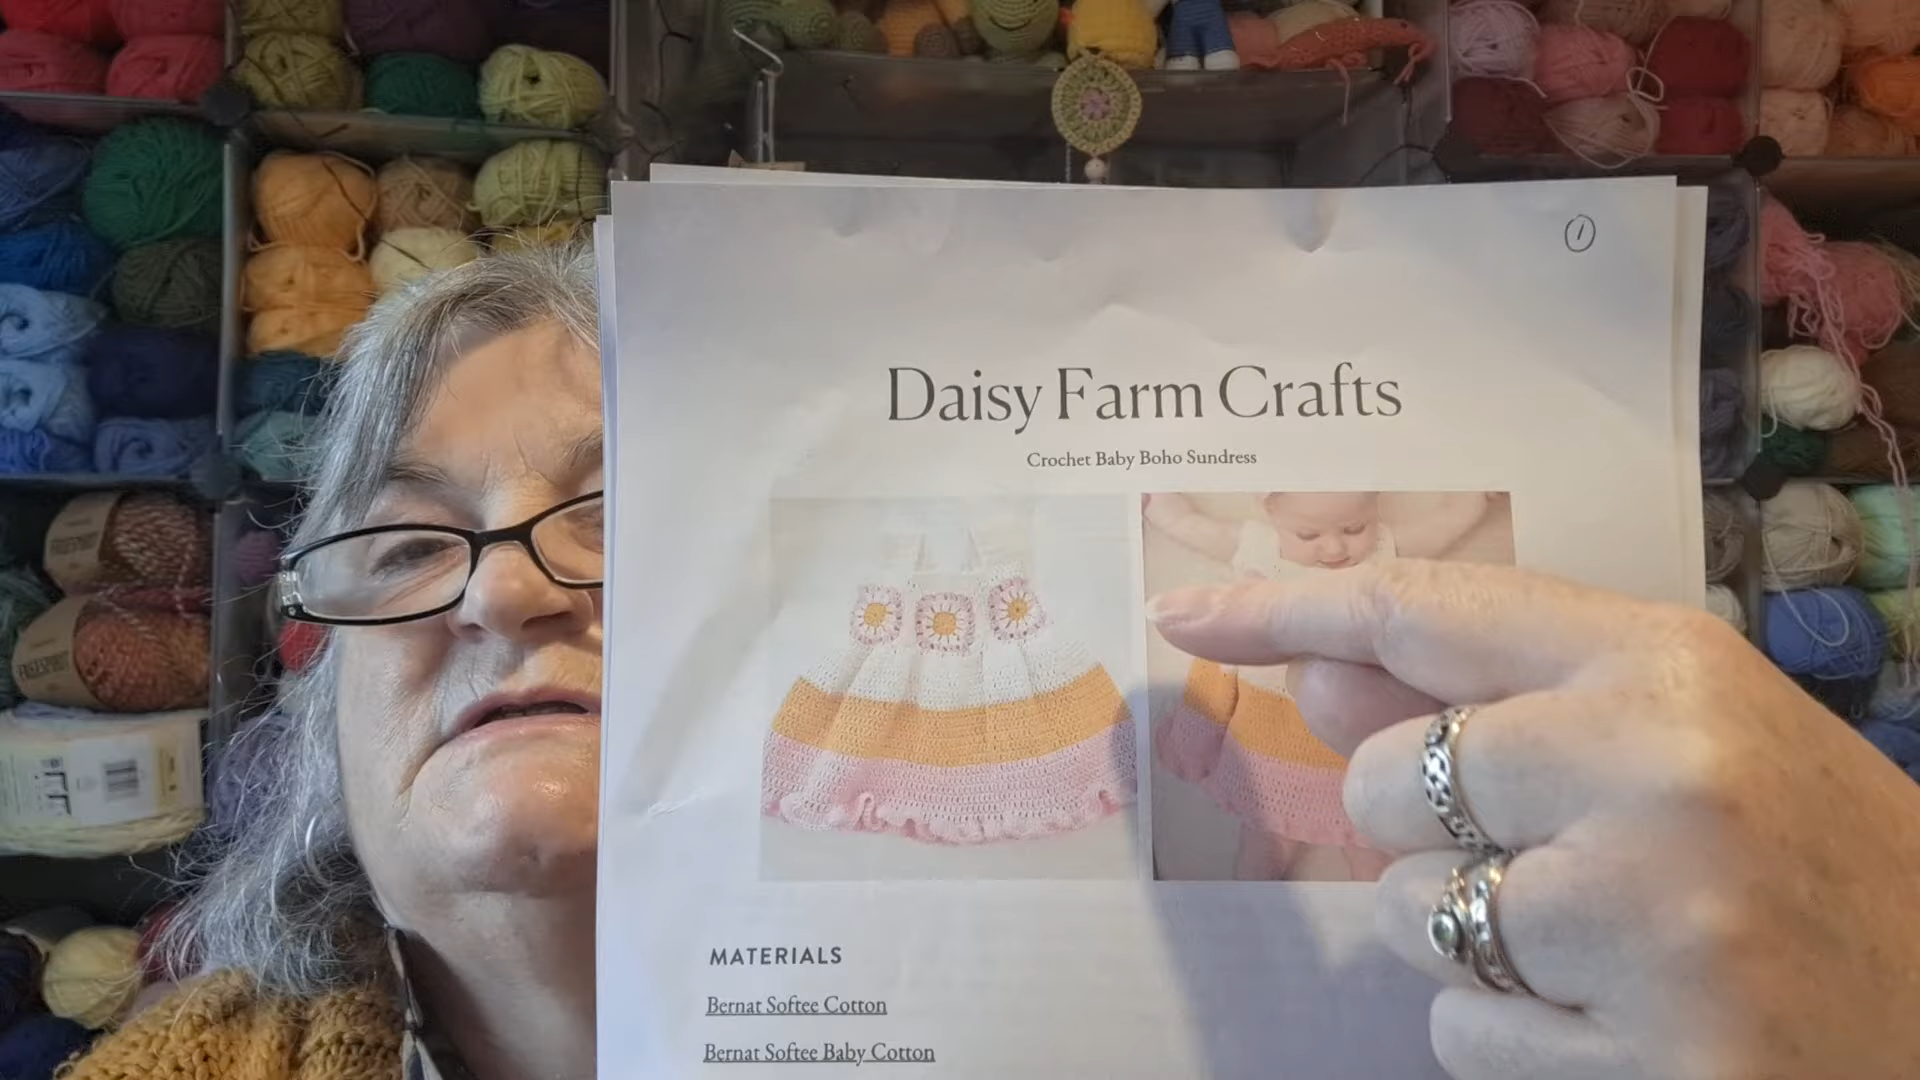 1
Daisy Farm Crafts
Crochet Baby Boho Sundress
MATERIALS
Bernat Softee Cotton
Bernat Softee Baby Cotton